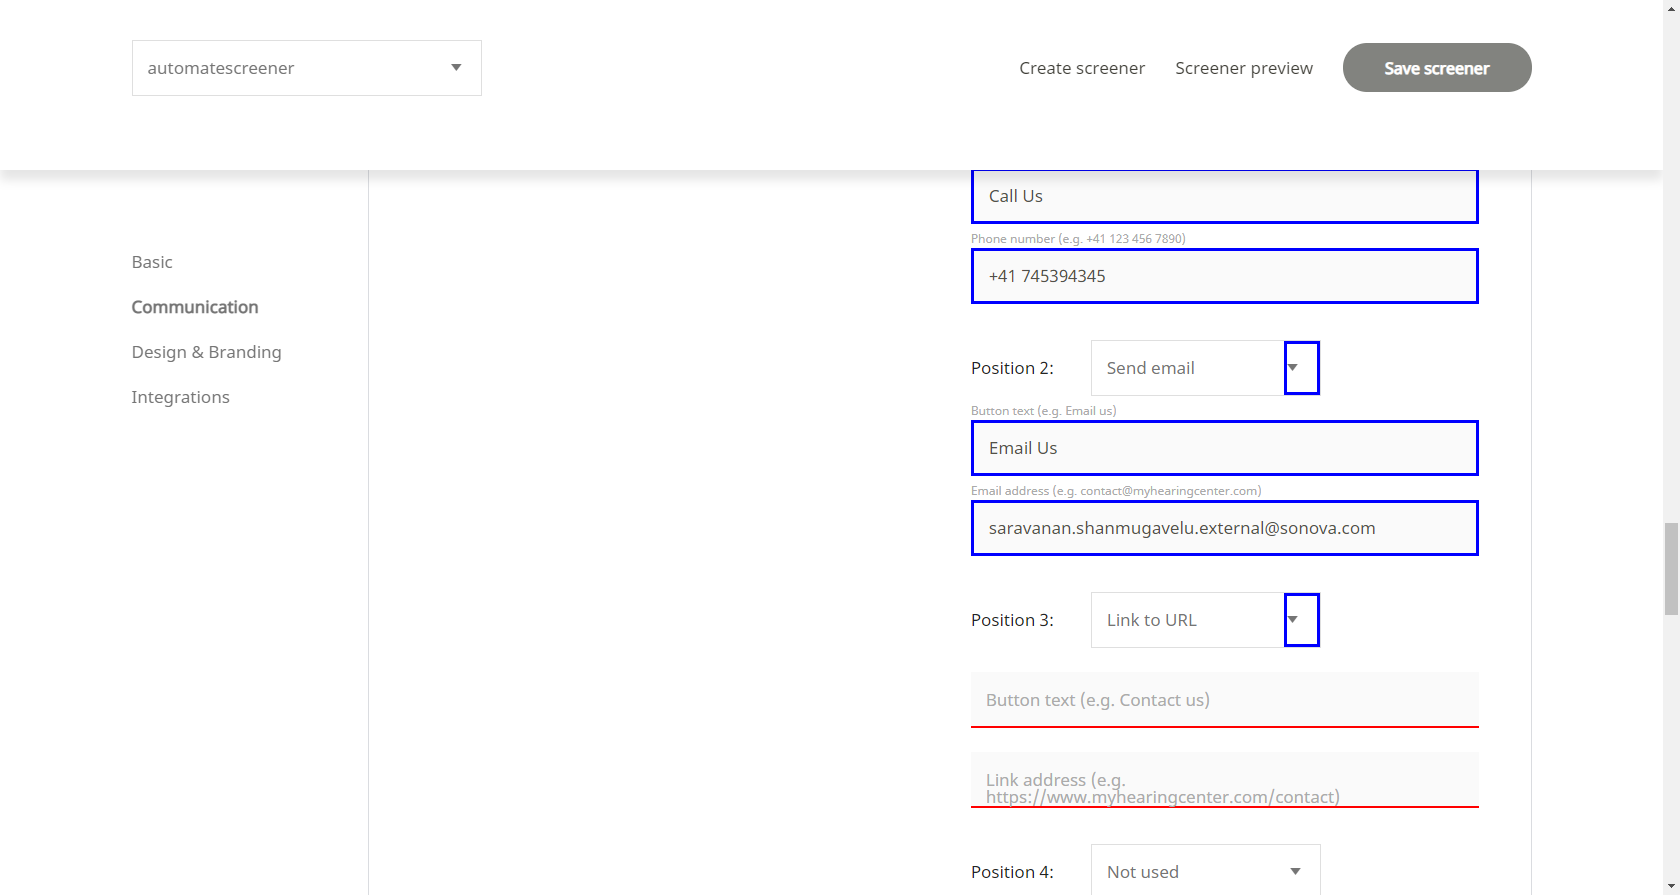 automatescreener
Create screener
Screener preview
Save screener
Basic
Communication
Design & Branding
Integrations
Call Us
Phone number (e.g. +41 123 456 7890)
+41 745394345
Position 2:
Send email
Button text (e.g. Email us)
Email Us
Email address (e.g. contact@myhearingcenter.com)
saravanan.shanmugavelu.external@sonova.com
Position 3:
Link to URL
Button text (e.g. Contact us)
Link address (e.g.
https://www.myhearingcenter.com/contact)
Position 4:
Not used